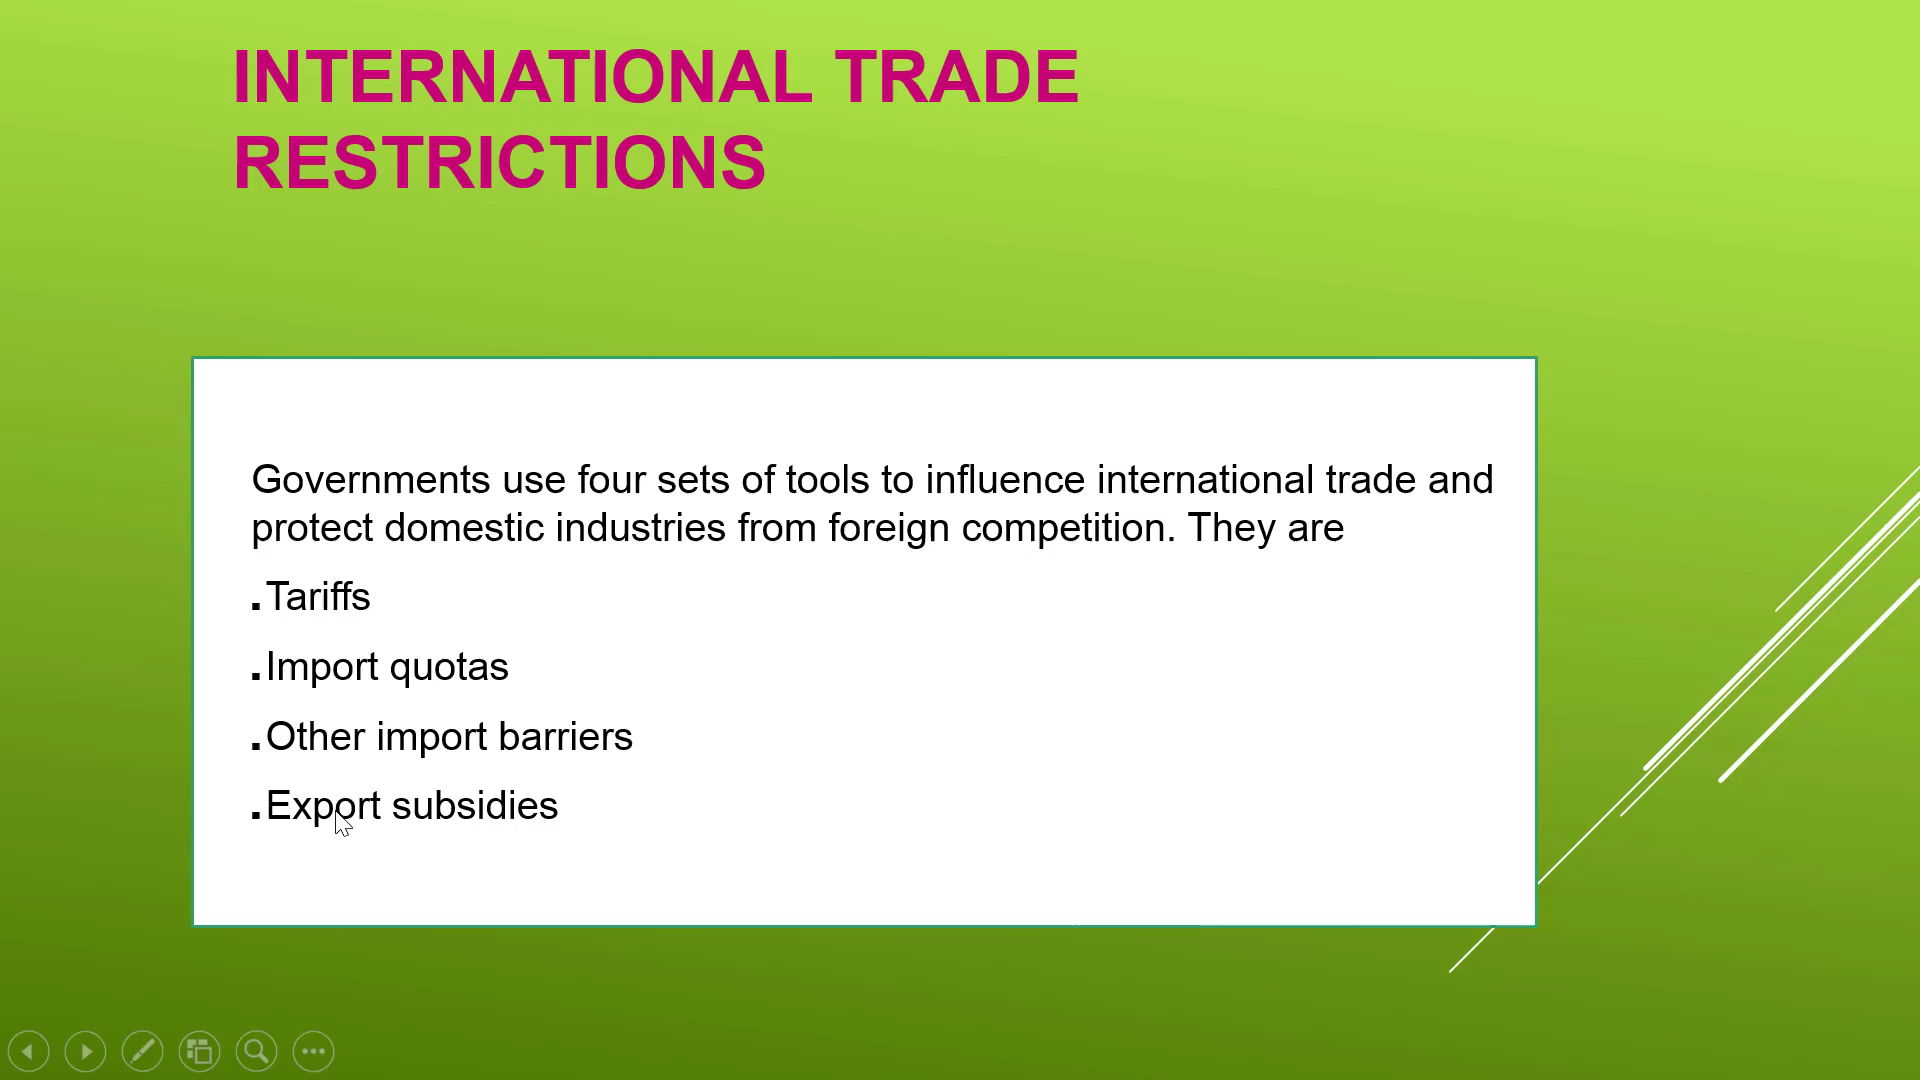 INTERNATIONAL TRADE
RESTRICTIONS
Governments use four sets of tools to influence international trade and
protect domestic industries from foreign competition. They are
▪Tariffs
▪Import quotas
▪Other import barriers
▪Export subsidies